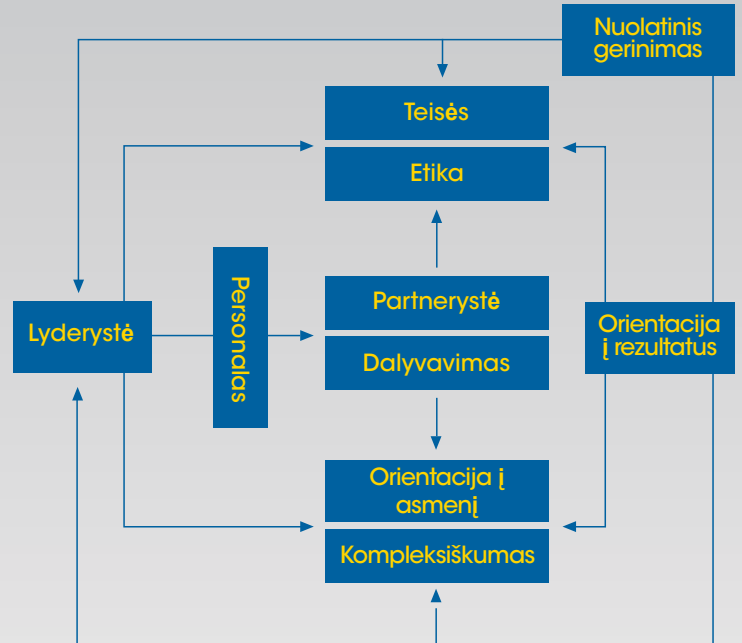 Nuolatinis
gerinimas
Teisės
Etika
Personalas
Partnerystė
Lyderystė
Orientacija
į rezultatus
Dalyvavimas
Orientacija į
asmenį
Kompleksiškumas